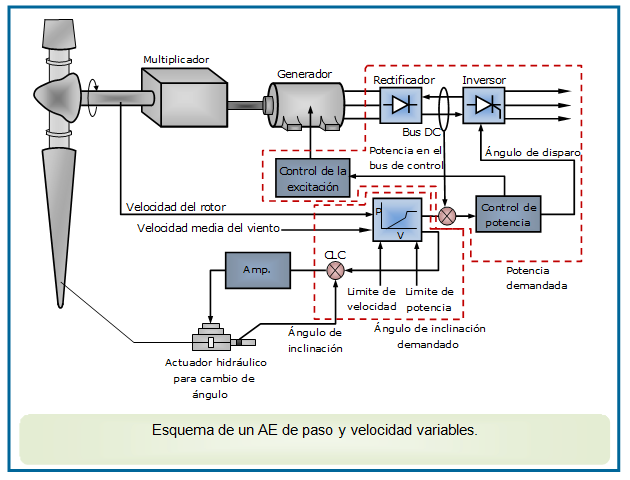 Multiplicador
Generador
Rectificador
Inversor
Bus DC
Potencia en el
bus de control
Ángulo de disparo
Control de la
excitación
Velocidad del rotor
P
V
Control de
potencia
Velocidad media del viento
CLC
Amp.
Potencia
demandada
Limite de
velocidad
Limite de
potencia
Ángulo de
inclinación
Ángulo de inclinación
demandado
Actuador hidráulico
para cambio de
ángulo
Esquema de un AE de paso y velocidad variables.